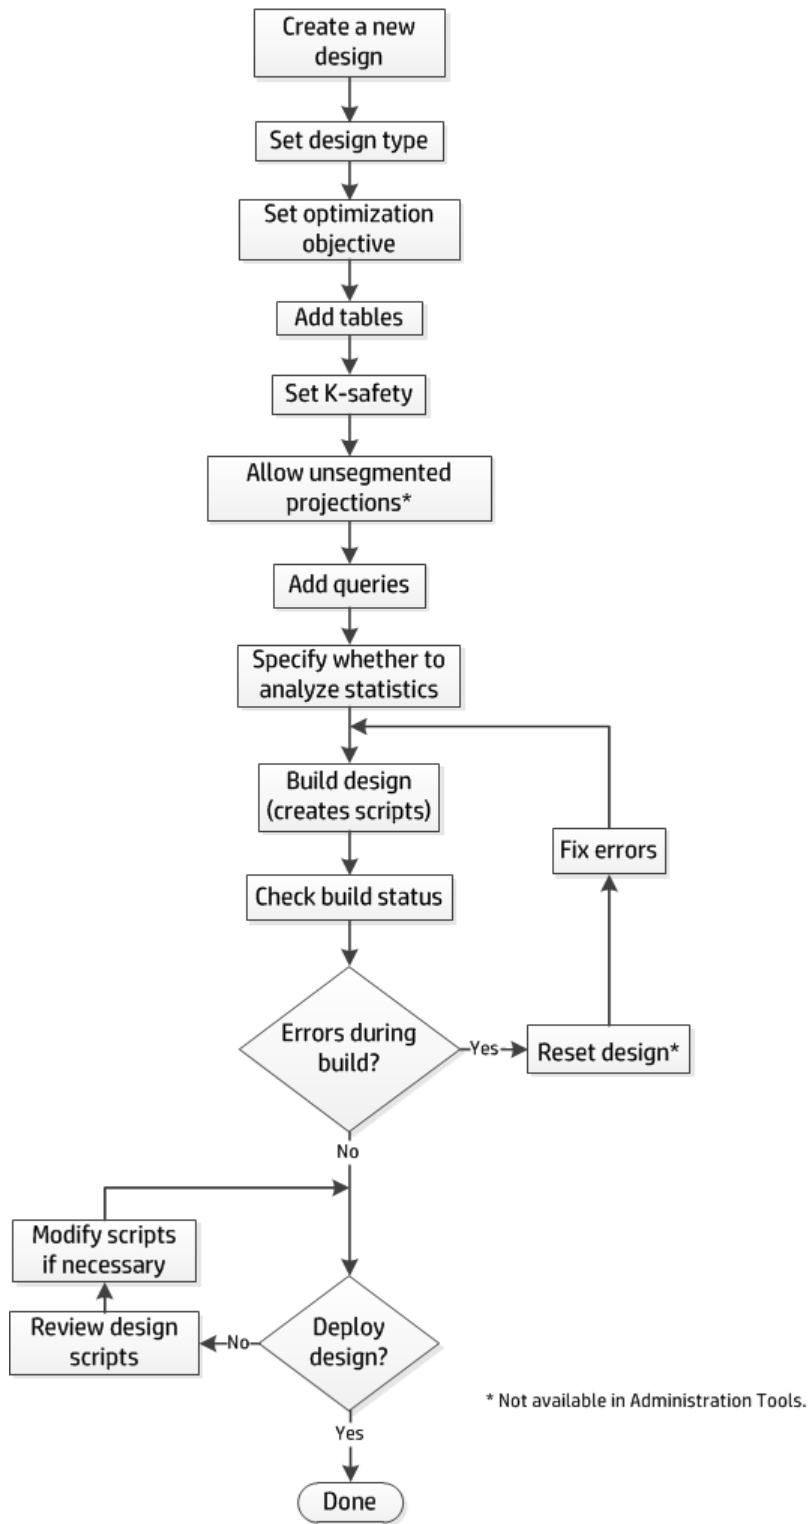 Create a new
design
Set design type
Set optimization
objective
Add tables
Set K-safety
Allow unsegmented
projections*
Add queries
Specify whether to
analyze statistics
Build design
(creates scripts)
Fix errors
Check build status
Errors during
build?
Yes
Reset design*
No
Modify scripts
if necessary
Review design
scripts
No
Deploy
design?
* Not available in Administration Tools.
Yes
Done